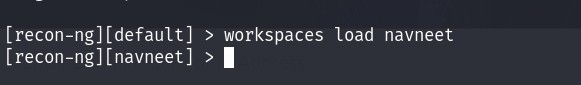 [recon-ng][default] > workspaces load navneet
[recon-ng][navneet] >